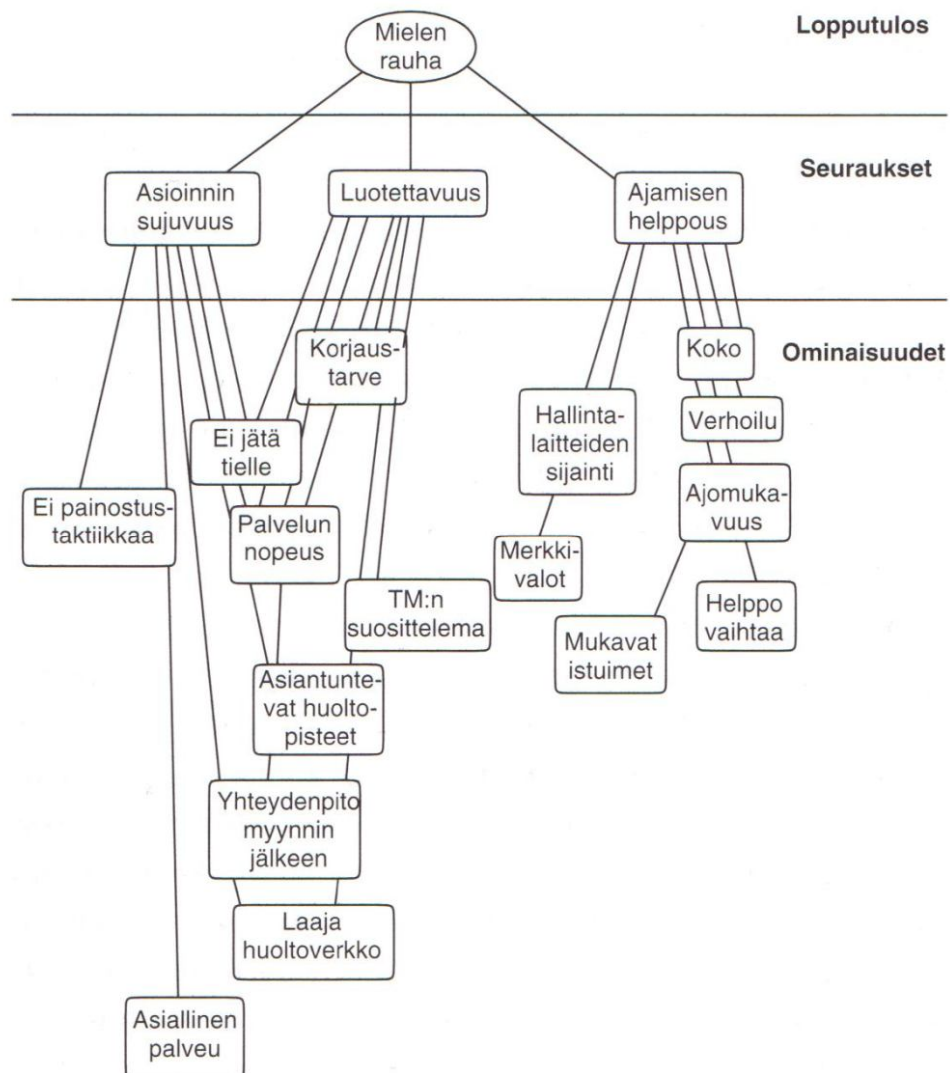 Mielen
rauha
Lopputulos
Seuraukset
Asioinnin
sujuvuus
Luotettavuus
Ajamisen
helppous
Ominaisuudet
Korjaus-
tarve
Koko
Hallinta-
laitteiden
sijainti
Verhoilu
Ei jätä
tielle
Ei painostus-
taktiikkaa
Palvelun
nopeus
Ajomuka-
vuus
Merkki-
valot
TM:n
suosittelema
Helppo
vaihtaa
Mukavat
istuimet
Asiantunte-
vat huolto-
pisteet
Yhteydenpito
myynnin
jälkeen
Laaja
huoltoverkko
Asiallinen
palveu